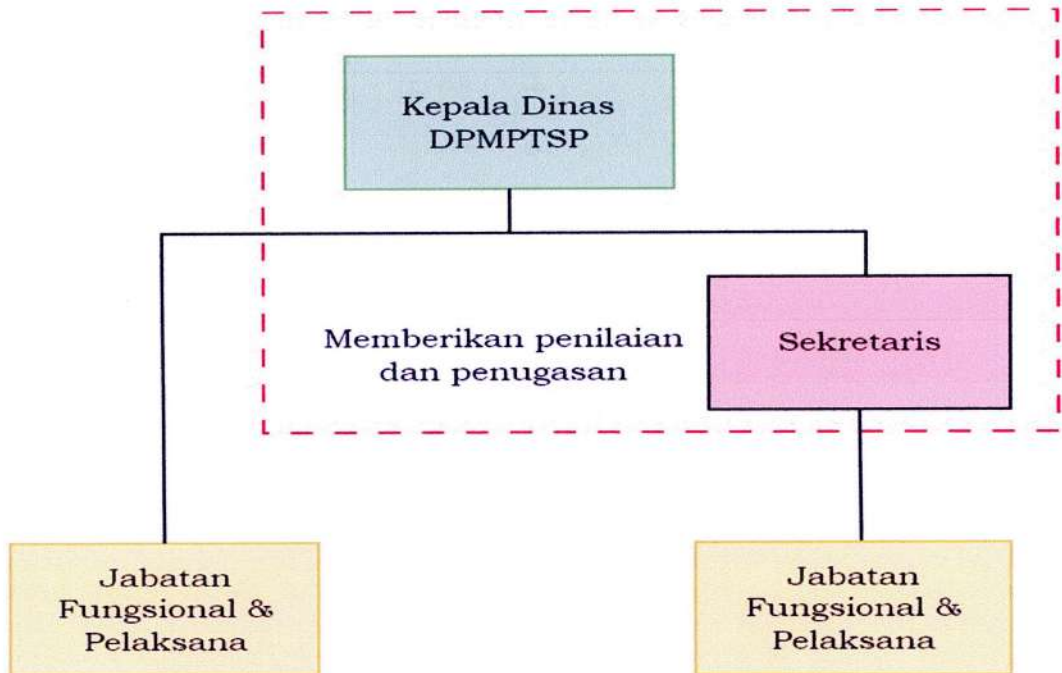 Kepala Dinas
DPMPTSP
Memberikan penilaian
dan penugasan
Sekretaris
Jabatan
Fungsional &
Pelaksana
Jabatan
Fungsional &
Pelaksana